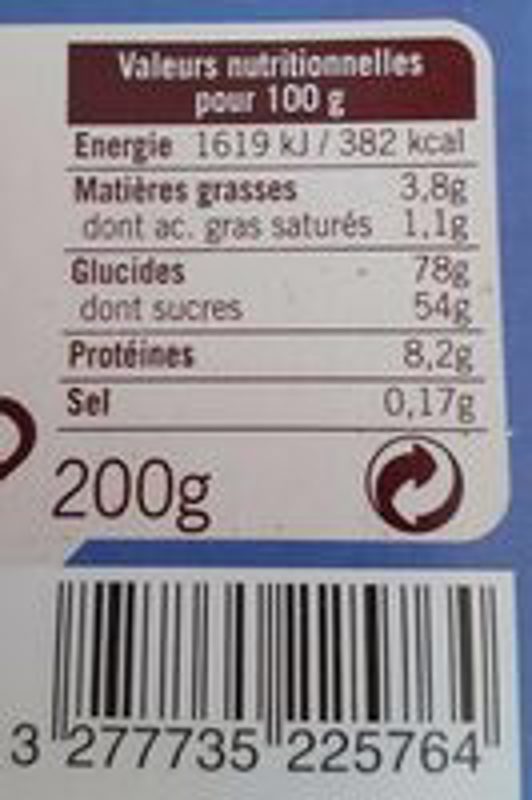 Valeurs nutritionnelles
pour 100 g
Energie 1619 kJ / 382 kcal
Matières grasses 3,8g
dont ac. gras saturés 1,1g
Glucides 78g
dont sucres 54g
Protéines 8,2g
Sel 0,17g
200g
3 277735 225764